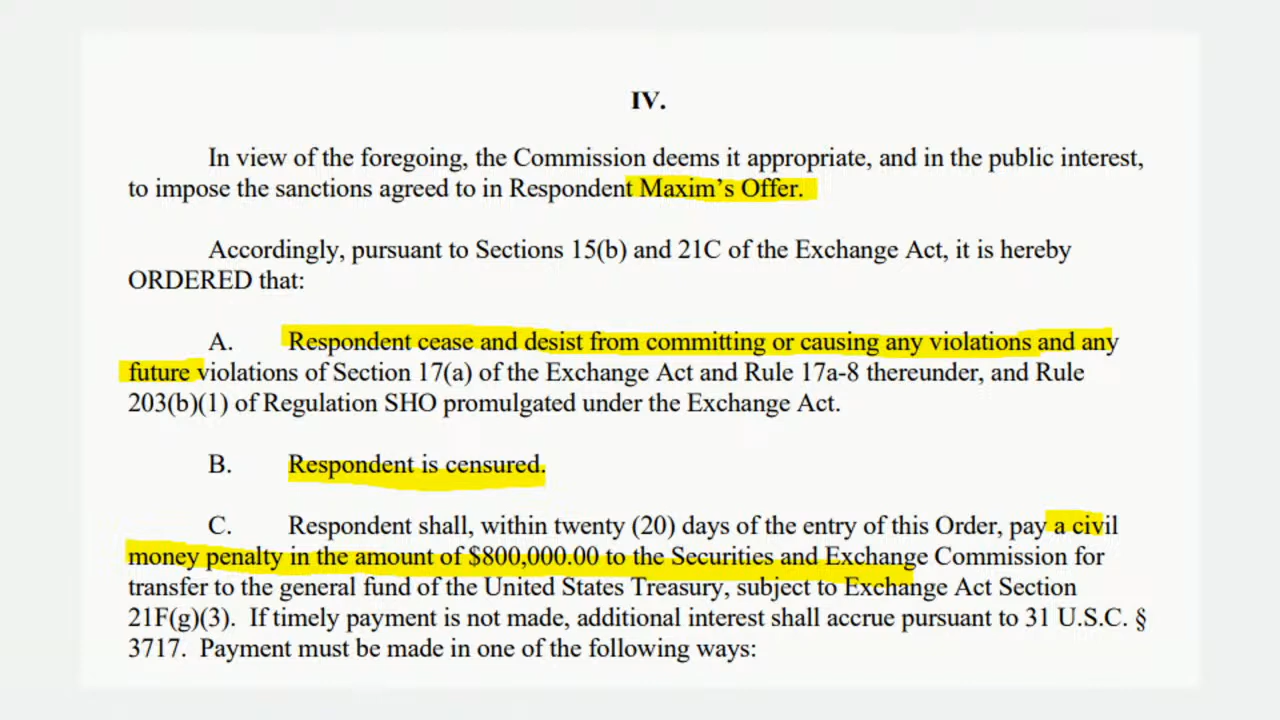 IV.
In view of the foregoing, the Commission deems it appropriate, and in the public interest,
to impose the sanctions agreed to in Respondent Maxim’s Offer.
Accordingly, pursuant to Sections 15(b) and 21C of the Exchange Act, it is hereby
ORDERED that:
A. Respondent cease and desist from committing or causing any violations and any
future violations of Section 17(a) of the Exchange Act and Rule 17a-8 thereunder, and Rule
203(b)(1) of Regulation SHO promulgated under the Exchange Act.
B. Respondent is censured.
C. Respondent shall, within twenty (20) days of the entry of this Order, pay a civil
money penalty in the amount of $800,000.00 to the Securities and Exchange Commission for
transfer to the general fund of the United States Treasury, subject to Exchange Act Section
21F(g)(3). If timely payment is not made, additional interest shall accrue pursuant to 31 U.S.C. §
3717. Payment must be made in one of the following ways: